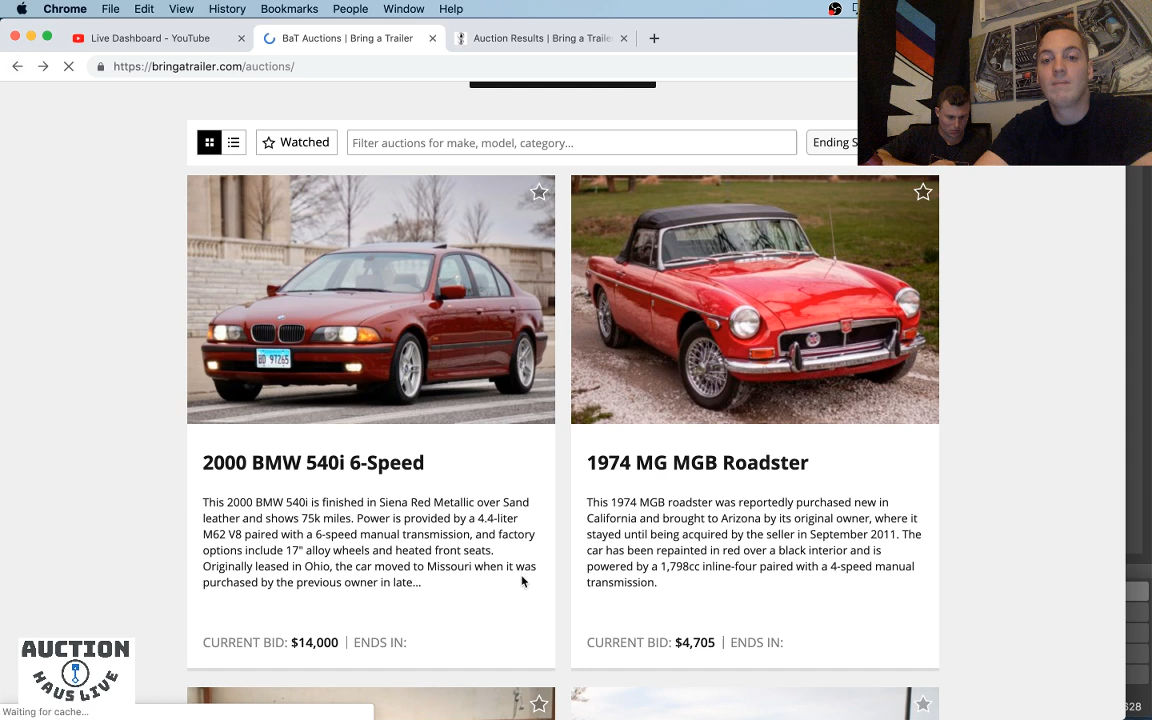 Chrome File Edit View History Bookmarks People Window Help
Live Dashboard - YouTube
BaT Auctions | Bring a Trailer
Auction Results | Bring a Traile
https://bringatrailer.com/auctions/
Watched
Filter auctions for make, model, category...
Ending S
BD 97265
2000 BMW 540i 6-Speed
This 2000 BMW 540i is finished in Siena Red Metallic over Sand
leather and shows 75k miles. Power is provided by a 4.4-liter
M62 V8 paired with a 6-speed manual transmission, and factory
options include 17" alloy wheels and heated front seats.
Originally leased in Ohio, the car moved to Missouri when it was
purchased by the previous owner in late...
CURRENT BID: $14,000 | ENDS IN:
1974 MG MGB Roadster
This 1974 MGB roadster was reportedly purchased new in
California and brought to Arizona by its original owner, where it
stayed until being acquired by the seller in September 2011. The
car has been repainted in red over a black interior and is
powered by a 1,798cc inline-four paired with a 4-speed manual
transmission.
CURRENT BID: $4,705 | ENDS IN:
AUCTION
HAUS LIVE
Waiting for cache...
628